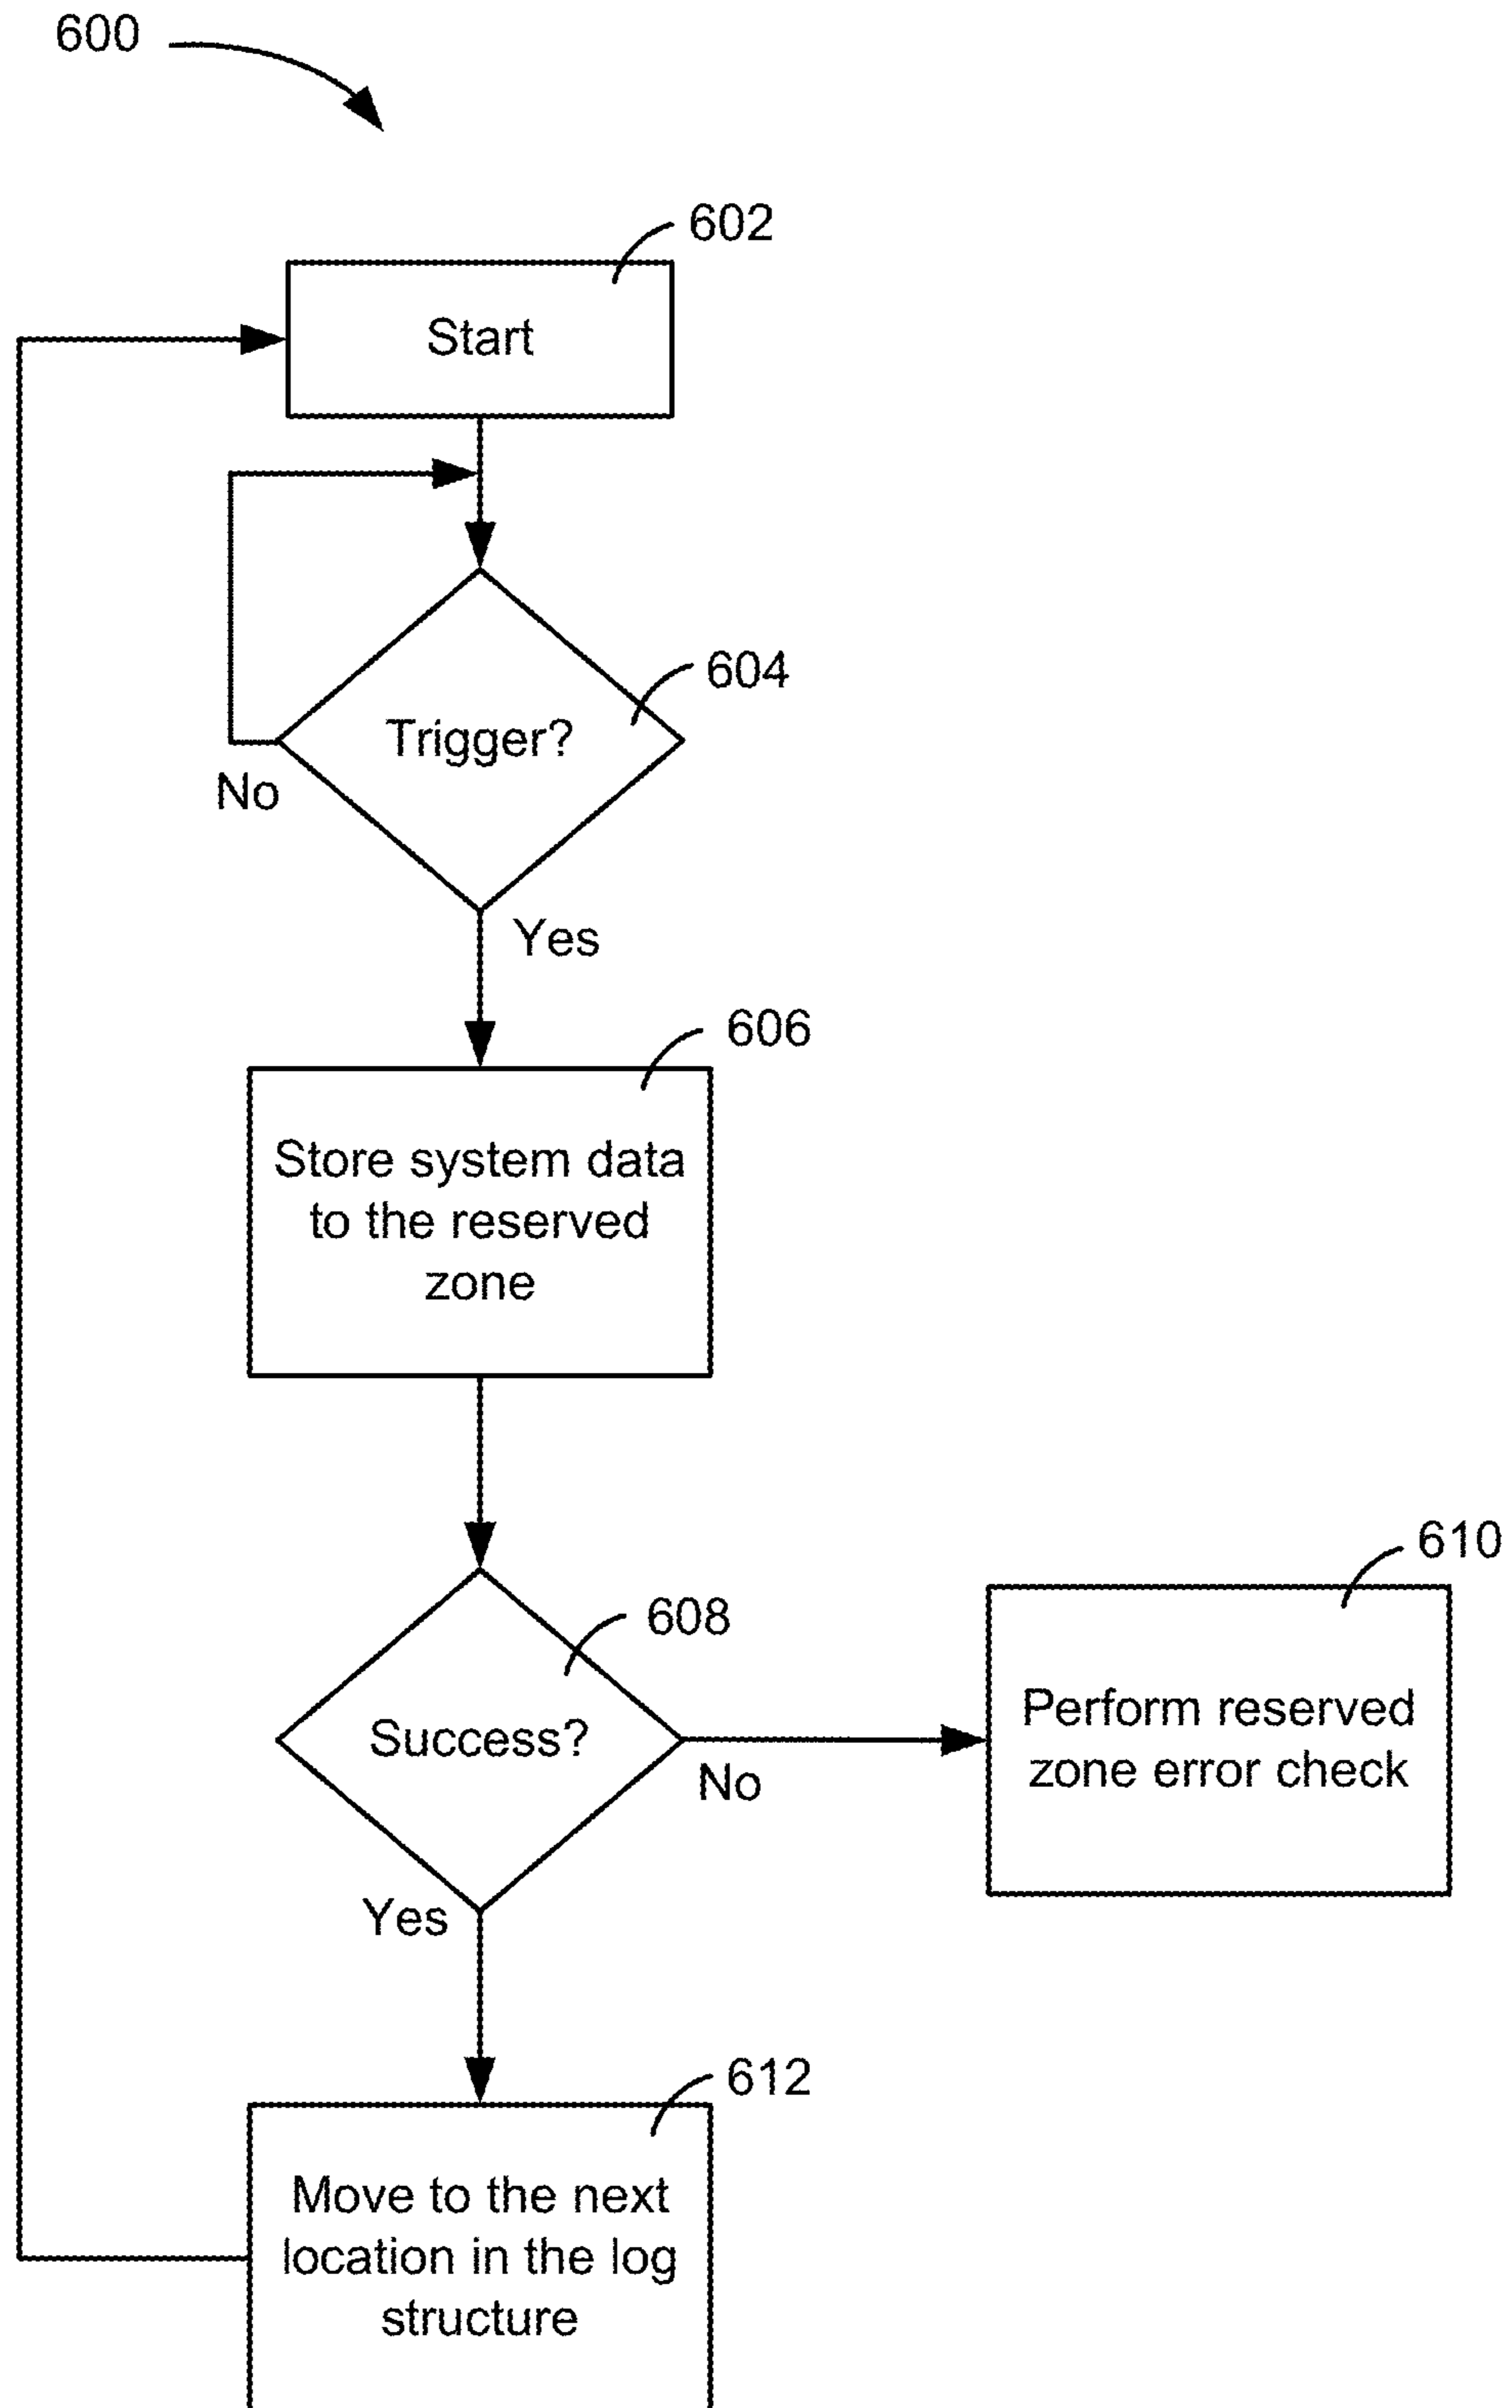 600
602
Start
604
Trigger?
No
Yes
606
Store system data
to the reserved
zone
608
Success?
No
Yes
610
Perform reserved
zone error check
612
Move to the next
location in the log
structure